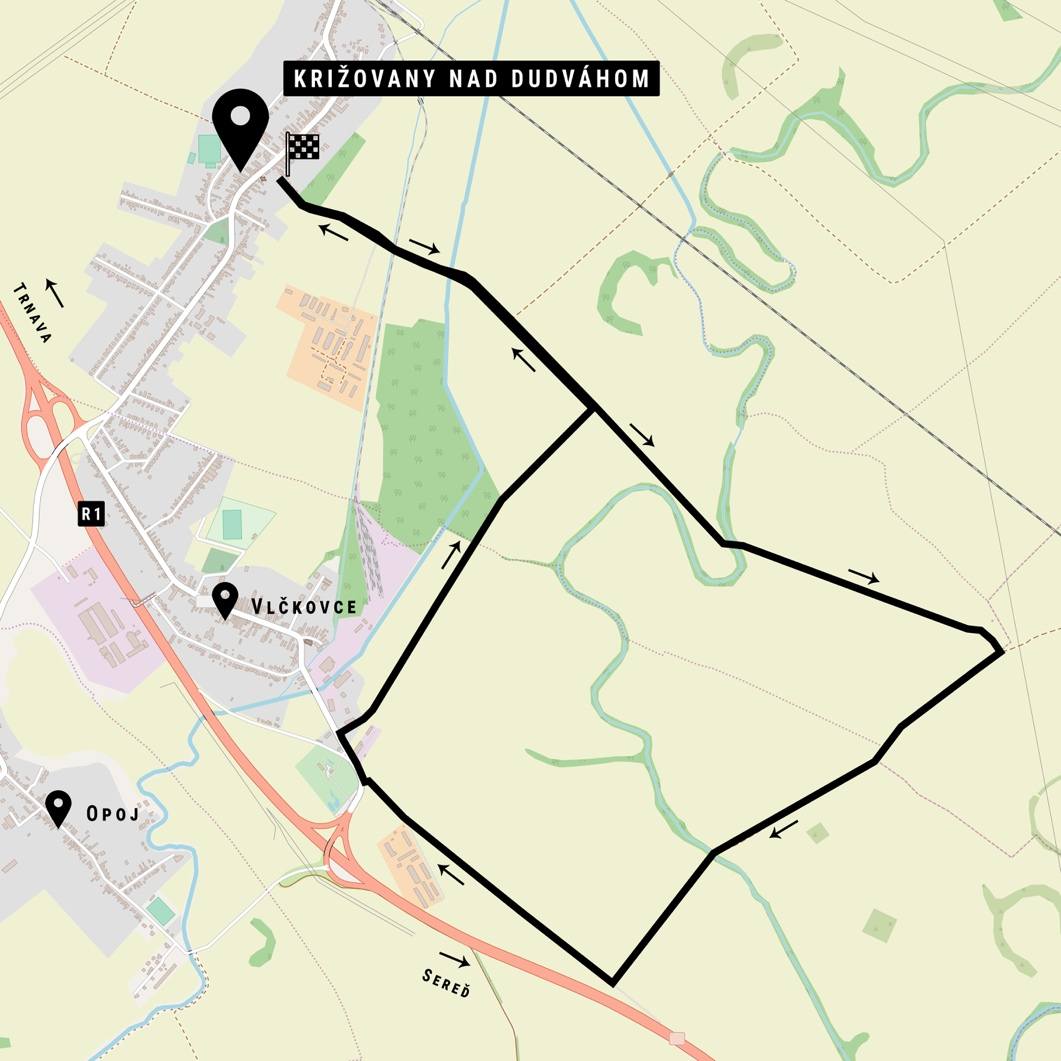 KRIŽOVANY NAD DUDVÁHOM
TRNAVA
R1
VLČKOVCE
OPOJ
SEREĎ